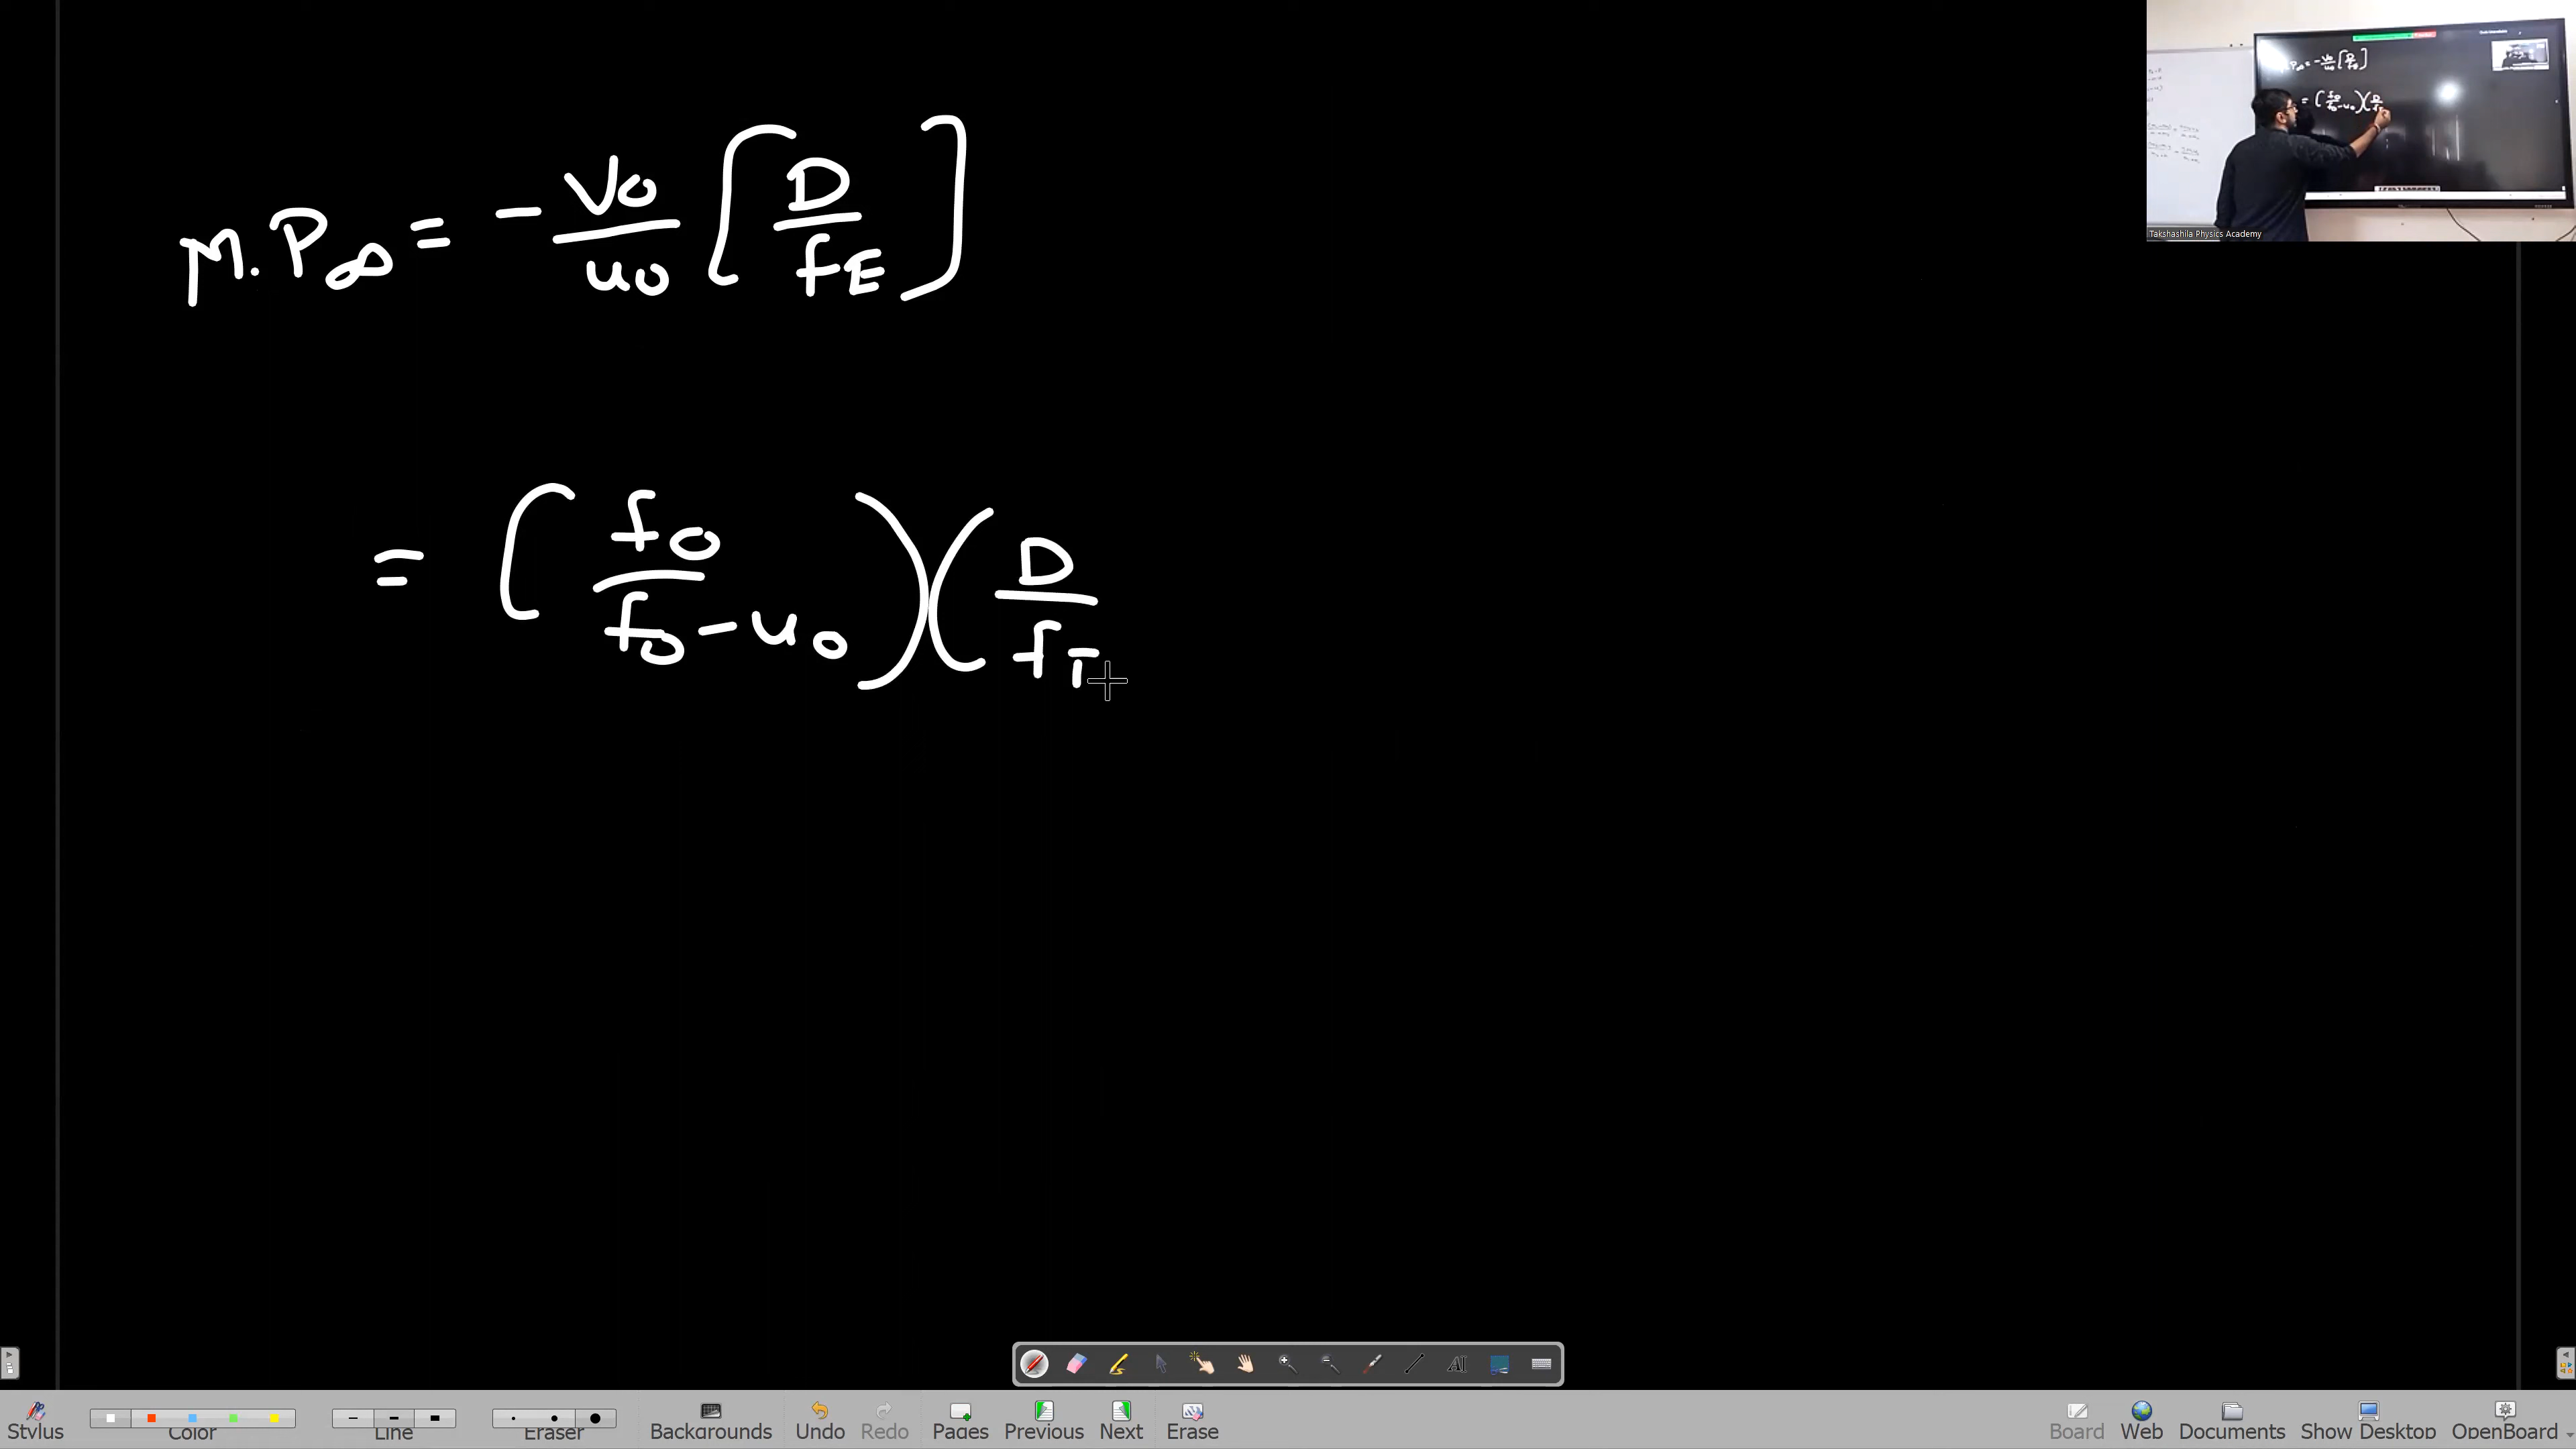 M.P∞ = - Vo/uo [D/fE]
Takshashila Physics Academy
= (fo/fo-uo)(D/f
Stylus Color Line Eraser Backgrounds Undo Redo Pages Previous Next Erase Board Web Documents Show Desktop OpenBoard